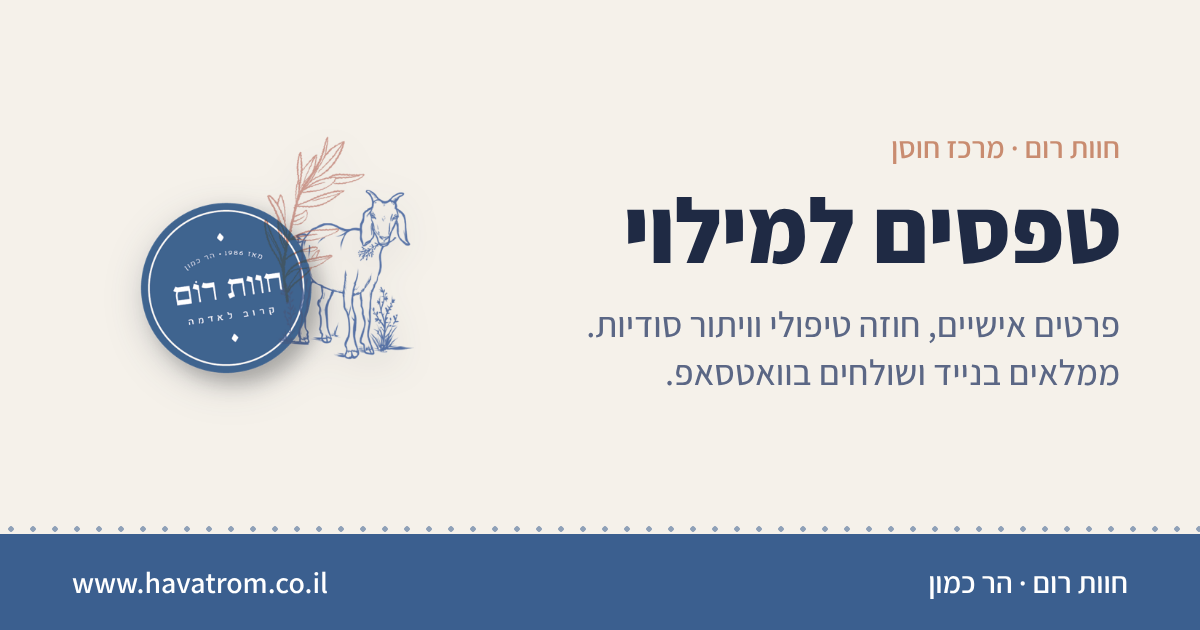 חוות רום · מרכז חוסן
טפסים למילוי
פרטים אישיים, חוזה טיפולי וויתור סודיות.
ממלאים בנייד ושולחים בוואטסאפ.
מאז 1986 • הר כמון
חוות רוֹם
קרוב לאדמה
חוות רום · הר כמון
www.havatrom.co.il